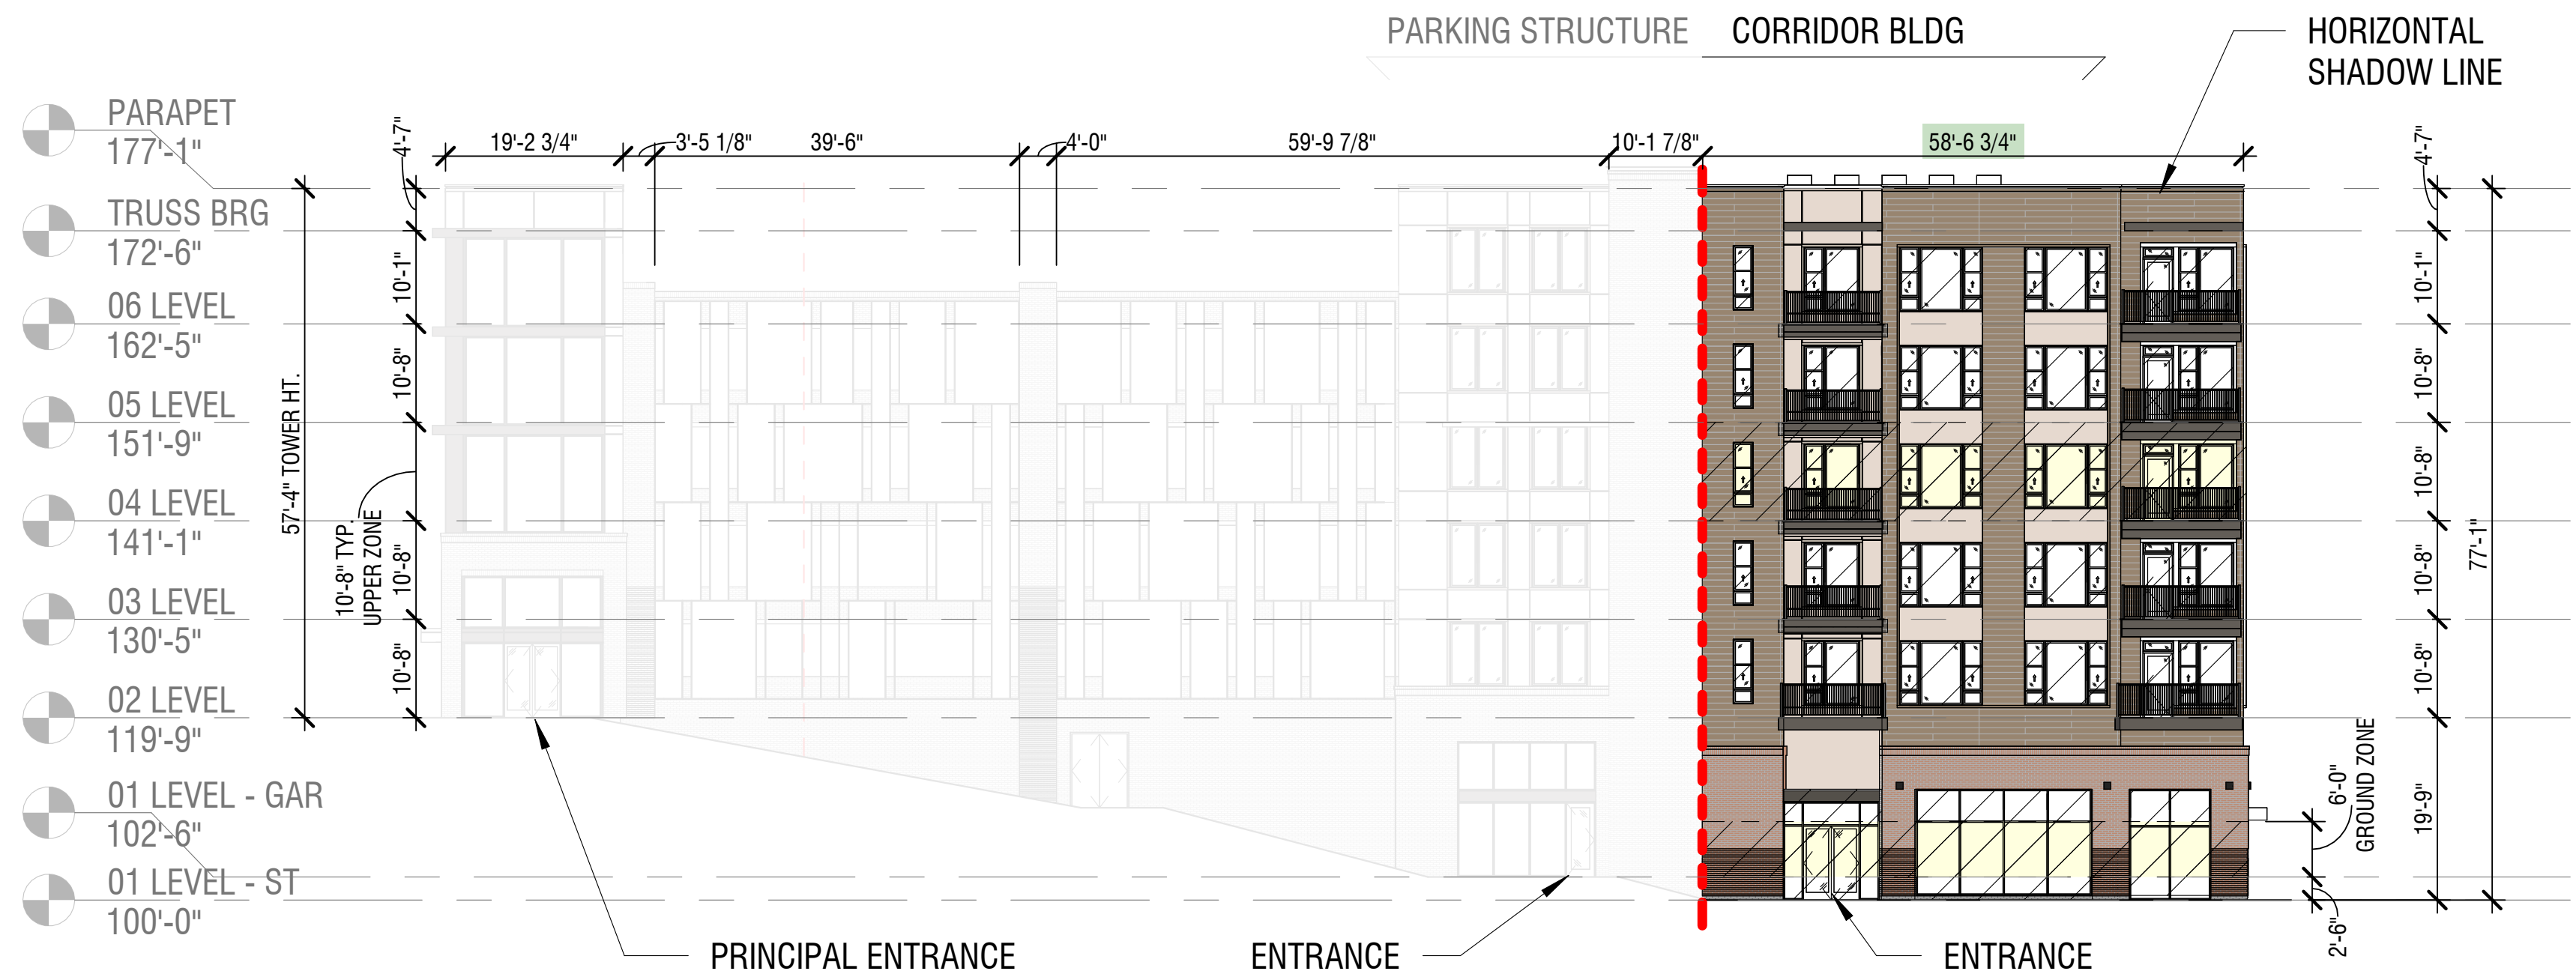 PARKING STRUCTURE
CORRIDOR BLDG
HORIZONTAL
SHADOW LINE
PARAPET
177'-1"
TRUSS BRG
172'-6"
06 LEVEL
162'-5"
05 LEVEL
151'-9"
04 LEVEL
141'-1"
03 LEVEL
130'-5"
02 LEVEL
119'-9"
01 LEVEL - GAR
102'-6"
01 LEVEL - ST
100'-0"
57'-4" TOWER HT.
10'-8" TYP.
UPPER ZONE
4'-7"
10'-1"
10'-8"
10'-8"
10'-8"
19'-2 3/4"
3'-5 1/8"
39'-6"
4'-0"
59'-9 7/8"
10'-1 7/8"
58'-6 3/4"
4'-7"
10'-1"
10'-8"
10'-8"
10'-8"
10'-8"
19'-9"
77'-1"
6'-0"
GROUND ZONE
2'-6"
PRINCIPAL ENTRANCE
ENTRANCE
ENTRANCE